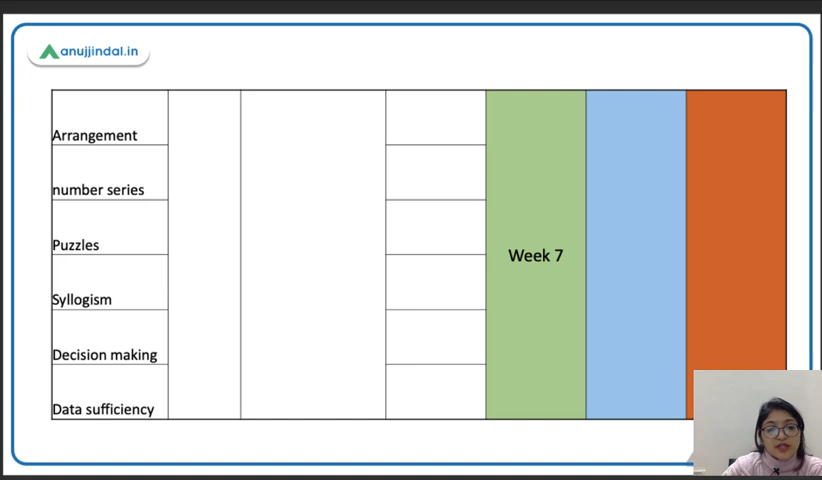 anujjindal.in
Arrangement
number series
Puzzles
Week 7
Syllogism
Decision making
Data sufficiency